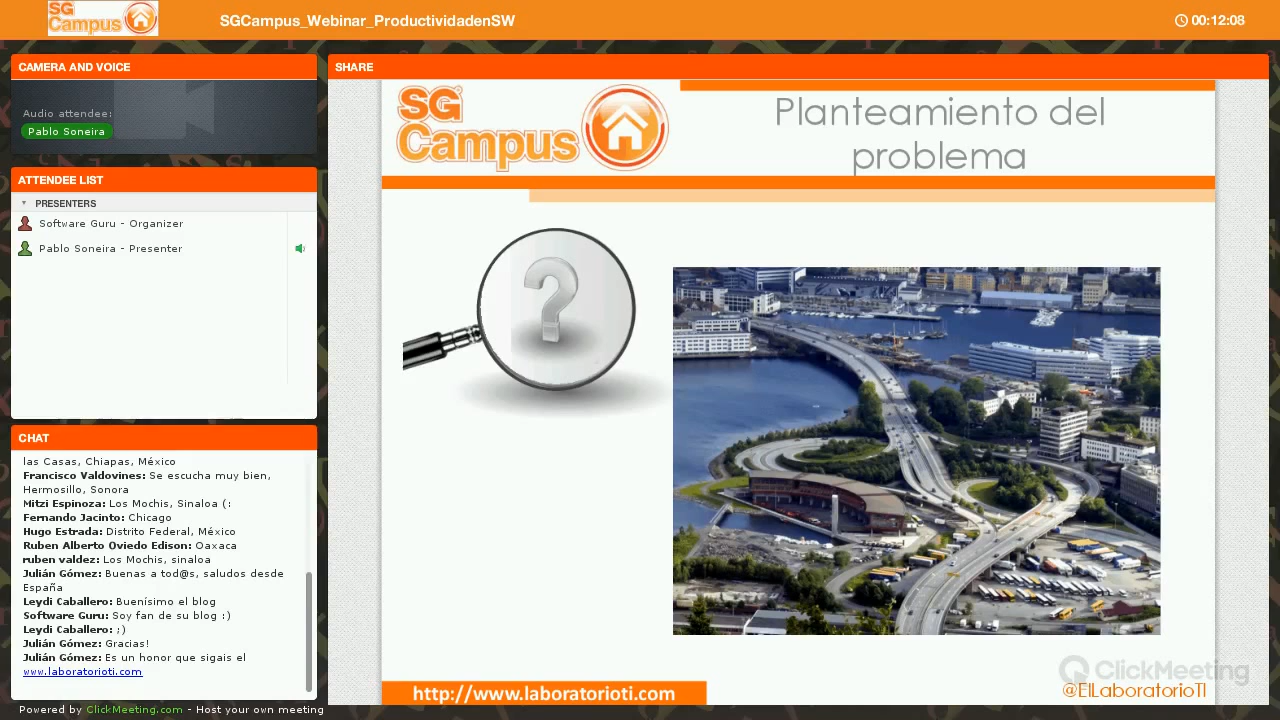 SG
Campus
SGCampus_Webinar_ProductividadenSW
00:12:08
CAMERA AND VOICE
Audio attendee:
Pablo Soneira
ATTENDEE LIST
PRESENTERS
Software Guru - Organizer
Pablo Soneira - Presenter
CHAT
las Casas, Chiapas, México
Francisco Valdovines: Se escucha muy bien,
Hermosillo, Sonora
Mitzi Espinoza: Los Mochis, Sinaloa (:
Fernando Jacinto: Chicago
Hugo Estrada: Distrito Federal, México
Ruben Alberto Oviedo Edison: Oaxaca
ruben valdez: Los Mochis, sinaloa
Julián Gómez: Buenas a tod@s, saludos desde
España
Leydi Caballero: Buenísimo el blog
Software Guru: Soy fan de su blog :)
Leydi Caballero: ;)
Julián Gómez: Gracias!
Julián Gómez: Es un honor que sigais el
www.laboratorioti.com
Powered by ClickMeeting.com - Host your own meeting
SHARE
SG
Campus
Planteamiento del
problema
?
ClickMeeting
http://www.laboratorioti.com
@ElLaboratorioTI